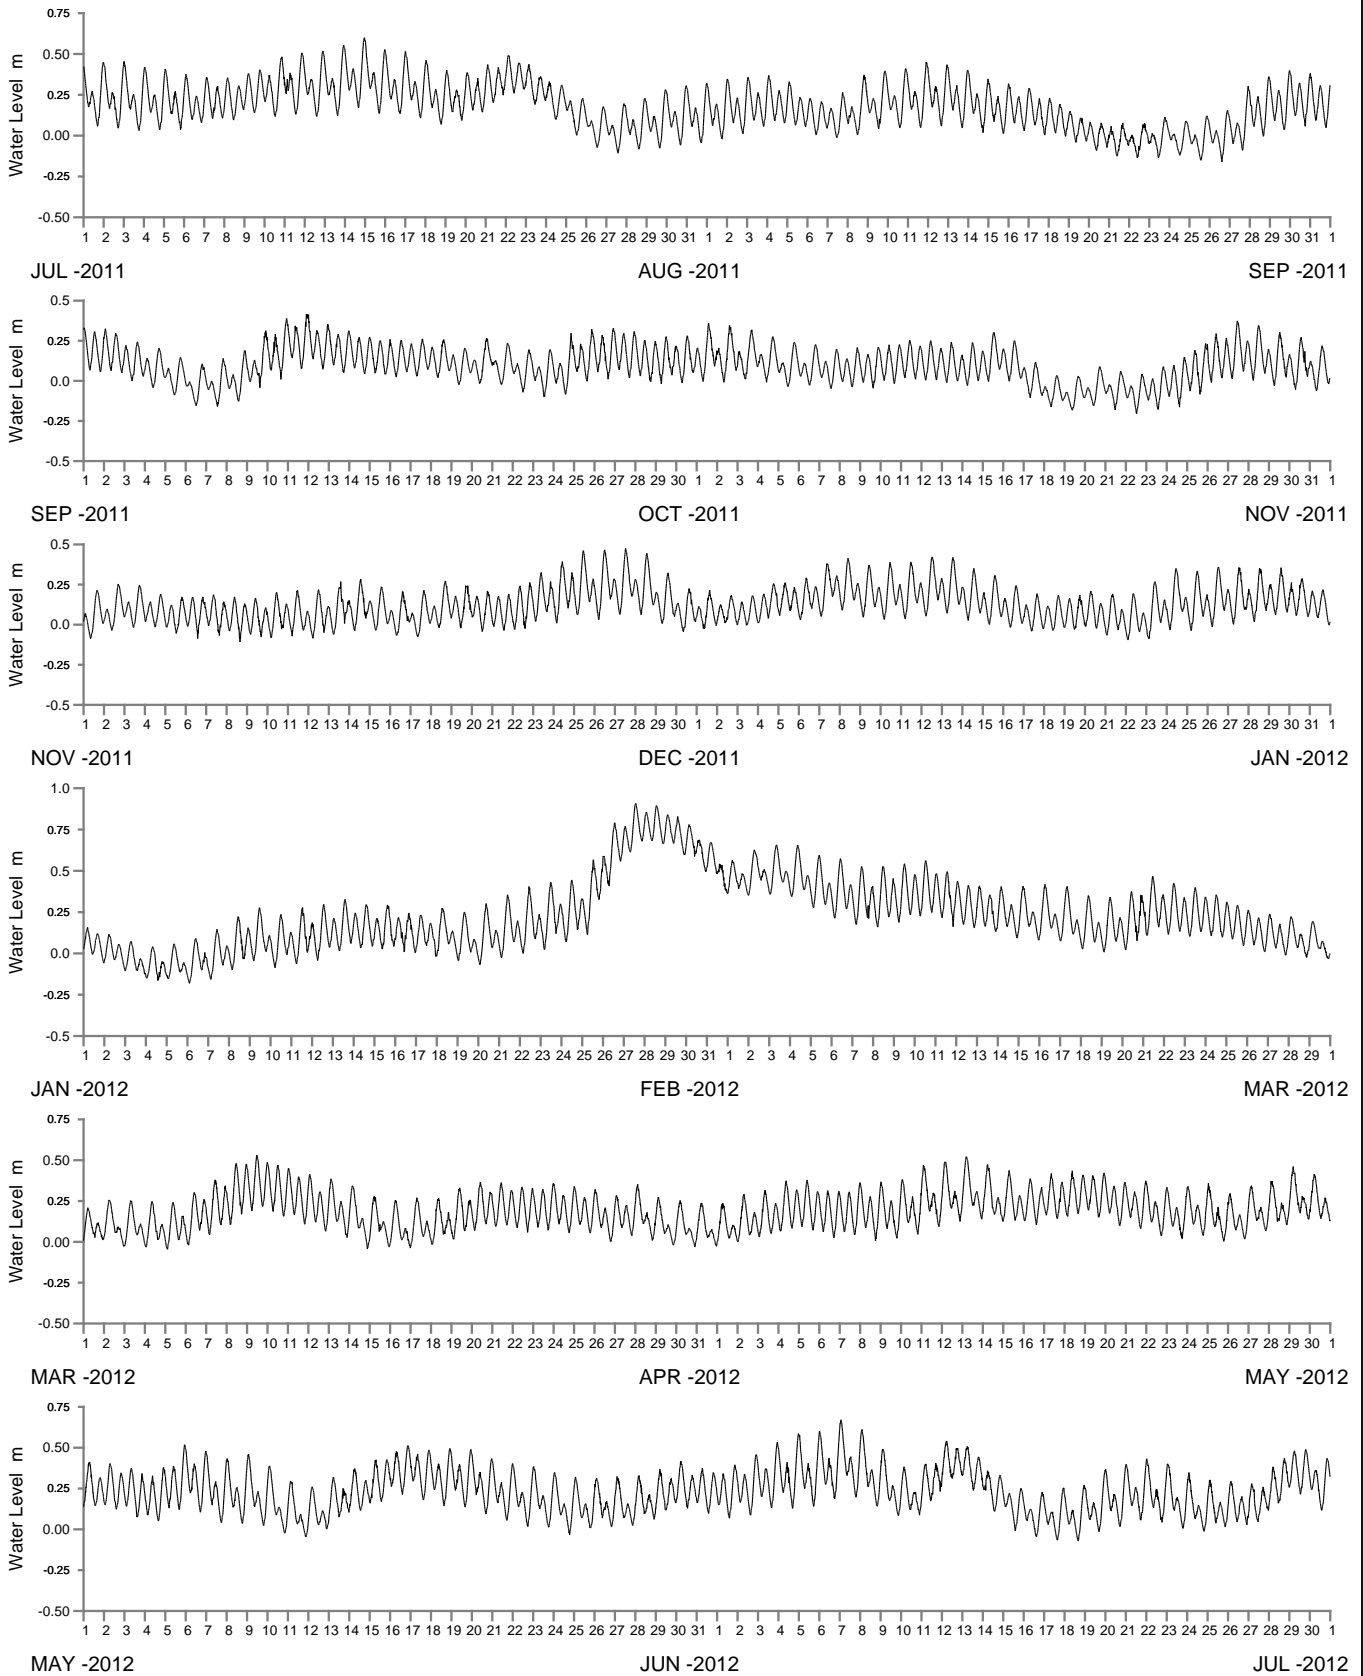 0.75
0.50
0.25
0.00
-0.25
-0.50
Water Level m
1 2 3 4 5 6 7 8 9 10 11 12 13 14 15 16 17 18 19 20 21 22 23 24 25 26 27 28 29 30 31 1 2 3 4 5 6 7 8 9 10 11 12 13 14 15 16 17 18 19 20 21 22 23 24 25 26 27 28 29 30 31 1
JUL -2011 AUG -2011 SEP -2011
0.5
0.25
0.0
-0.25
-0.5
Water Level m
1 2 3 4 5 6 7 8 9 10 11 12 13 14 15 16 17 18 19 20 21 22 23 24 25 26 27 28 29 30 1 2 3 4 5 6 7 8 9 10 11 12 13 14 15 16 17 18 19 20 21 22 23 24 25 26 27 28 29 30 31 1
SEP -2011 OCT -2011 NOV -2011
0.5
0.25
0.0
-0.25
-0.5
Water Level m
1 2 3 4 5 6 7 8 9 10 11 12 13 14 15 16 17 18 19 20 21 22 23 24 25 26 27 28 29 30 1 2 3 4 5 6 7 8 9 10 11 12 13 14 15 16 17 18 19 20 21 22 23 24 25 26 27 28 29 30 31 1
NOV -2011 DEC -2011 JAN -2012
1.0
0.75
0.5
0.25
0.0
-0.25
-0.5
Water Level m
1 2 3 4 5 6 7 8 9 10 11 12 13 14 15 16 17 18 19 20 21 22 23 24 25 26 27 28 29 30 31 1 2 3 4 5 6 7 8 9 10 11 12 13 14 15 16 17 18 19 20 21 22 23 24 25 26 27 28 29 1
JAN -2012 FEB -2012 MAR -2012
0.75
0.50
0.25
0.00
-0.25
-0.50
Water Level m
1 2 3 4 5 6 7 8 9 10 11 12 13 14 15 16 17 18 19 20 21 22 23 24 25 26 27 28 29 30 31 1 2 3 4 5 6 7 8 9 10 11 12 13 14 15 16 17 18 19 20 21 22 23 24 25 26 27 28 29 30 1
MAR -2012 APR -2012 MAY -2012
0.75
0.50
0.25
0.00
-0.25
-0.50
Water Level m
1 2 3 4 5 6 7 8 9 10 11 12 13 14 15 16 17 18 19 20 21 22 23 24 25 26 27 28 29 30 31 1 2 3 4 5 6 7 8 9 10 11 12 13 14 15 16 17 18 19 20 21 22 23 24 25 26 27 28 29 30 1
MAY -2012 JUN -2012 JUL -2012